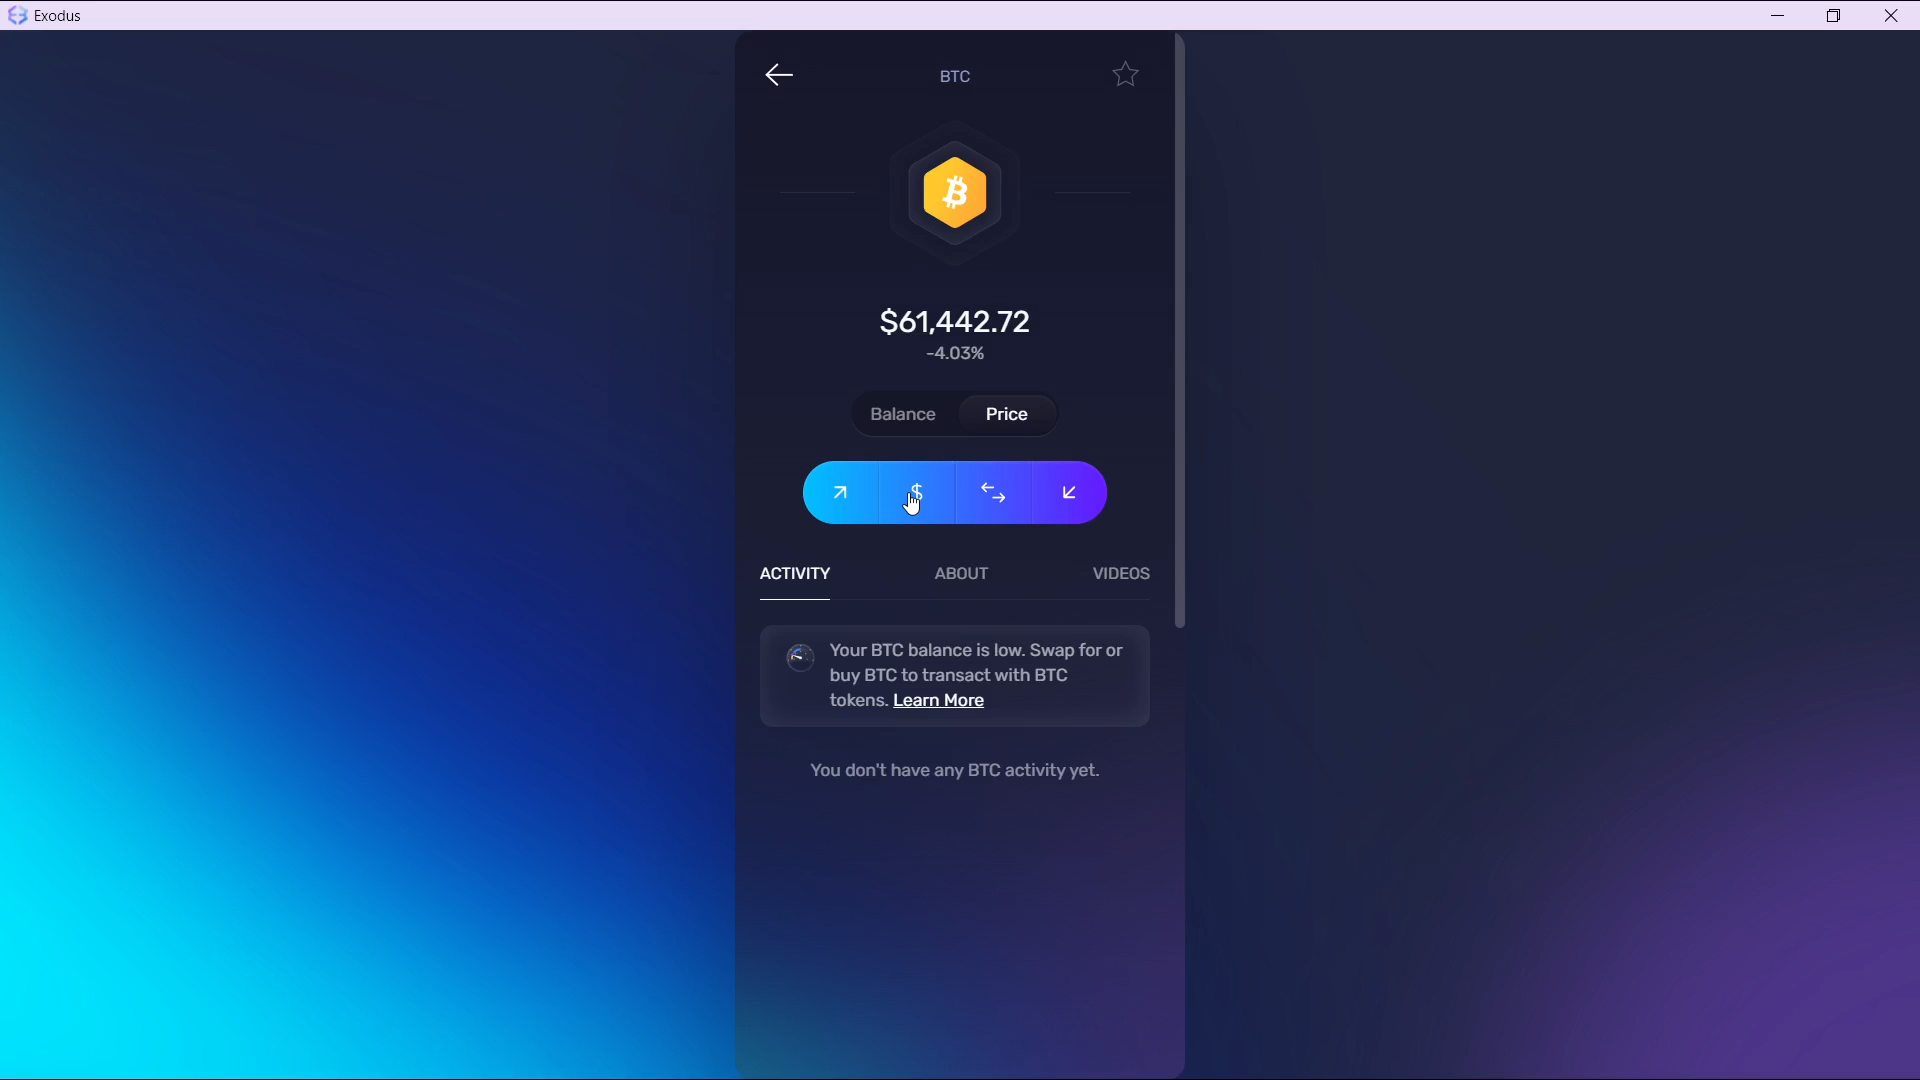 Exodus
BTC
$61,442.72
-4.03%
Balance Price
$
ACTIVITY ABOUT VIDEOS
Your BTC balance is low. Swap for or
buy BTC to transact with BTC
tokens. Learn More
You don't have any BTC activity yet.